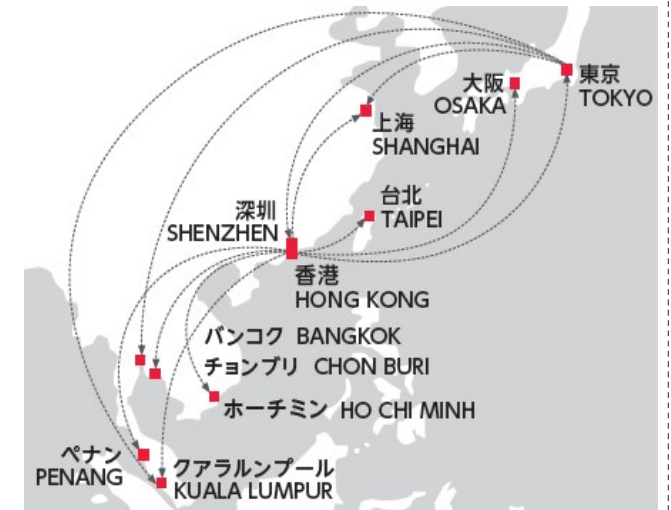 東京
TOKYO
大阪
OSAKA
上海
SHANGHAI
台北
TAIPEI
深圳
SHENZHEN
香港
HONG KONG
バンコク BANGKOK
チョンブリ CHON BURI
ホーチミン HO CHI MINH
ペナン
PENANG
クアラルンプール
KUALA LUMPUR